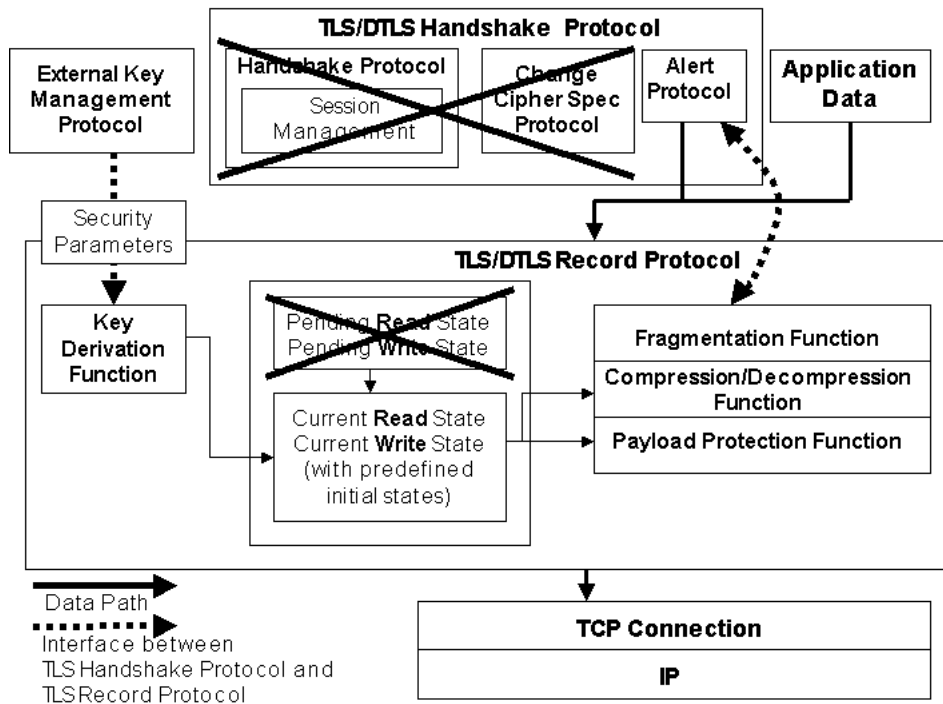 TLS/DTLS Handshake Protocol
External Key
Management
Protocol
Handshake Protocol
Session
Management
Change
Cipher Spec
Protocol
Alert
Protocol
Application
Data
Security
Parameters
TLS/DTLS Record Protocol
Key
Derivation
Function
Pending Read State
Pending Write State
Current Read State
Current Write State
(with predefined
initial states)
Fragmentation Function
Compression/Decompression
Function
Payload Protection Function
Data Path
Interface between
TLS Handshake Protocol and
TLS Record Protocol
TCP Connection
IP